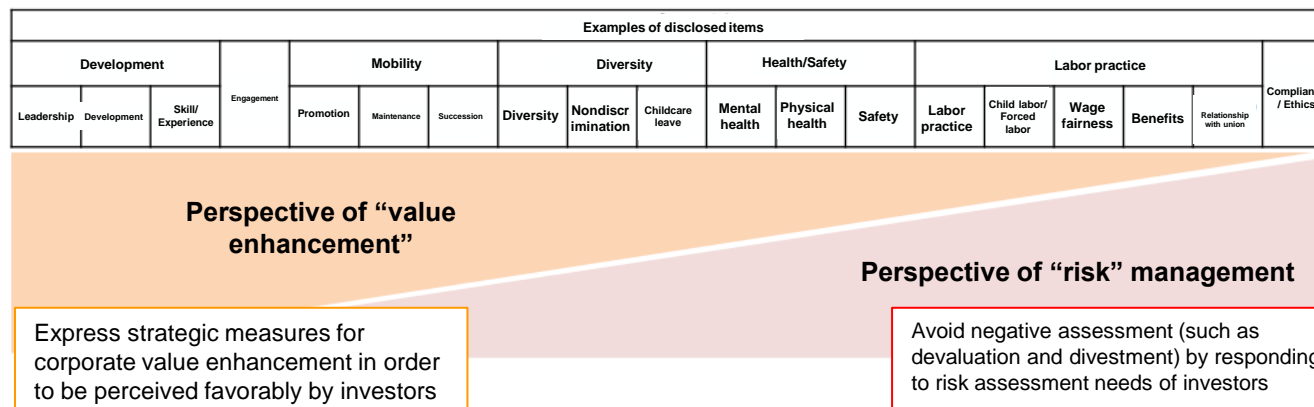 Examples of disclosed items
Development
Engagement
Mobility
Diversity
Health/Safety
Labor practice
Complian
/ Ethics
Leadership
Development
Skill/
Experience
Promotion
Maintenance
Succession
Diversity
Nondiscr
imination
Childcare
leave
Mental
health
Physical
health
Safety
Labor
practice
Child labor/
Forced
labor
Wage
fairness
Benefits
Relationship
with union
Perspective of “value
enhancement”
Perspective of “risk” management
Express strategic measures for
corporate value enhancement in order
to be perceived favorably by investors
Avoid negative assessment (such as
devaluation and divestment) by responding
to risk assessment needs of investors